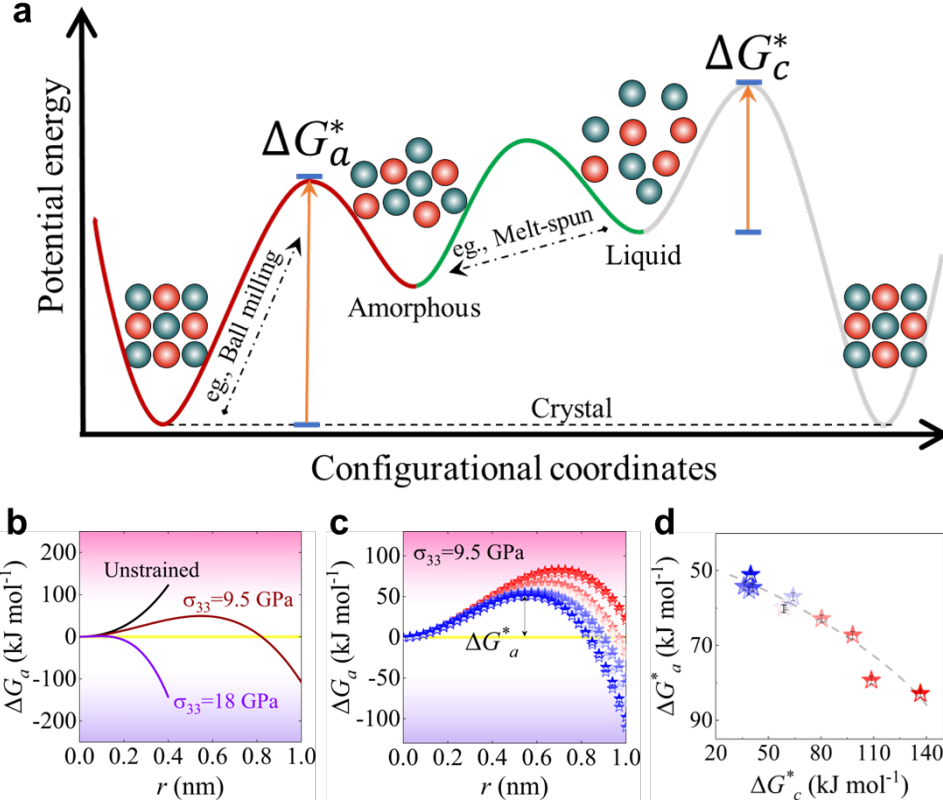 a
Potential energy
ΔG*a
ΔG*c
eg., Ball milling
eg., Melt-spun
Amorphous
Liquid
Crystal
Configurational coordinates
b
ΔGa (kJ mol⁻¹)
200
100
0
-100
-200
Unstrained
σ33=9.5 GPa
σ33=18 GPa
0.0 0.2 0.4 0.6 0.8 1.0
r (nm)
c
ΔGa (kJ mol⁻¹)
100
50
0
-50
-100
σ33=9.5 GPa
ΔG*a
0.0 0.2 0.4 0.6 0.8 1.0
r (nm)
d
ΔG*a (kJ mol⁻¹)
50
70
90
20 50 80 110 140
ΔG*c (kJ mol⁻¹)